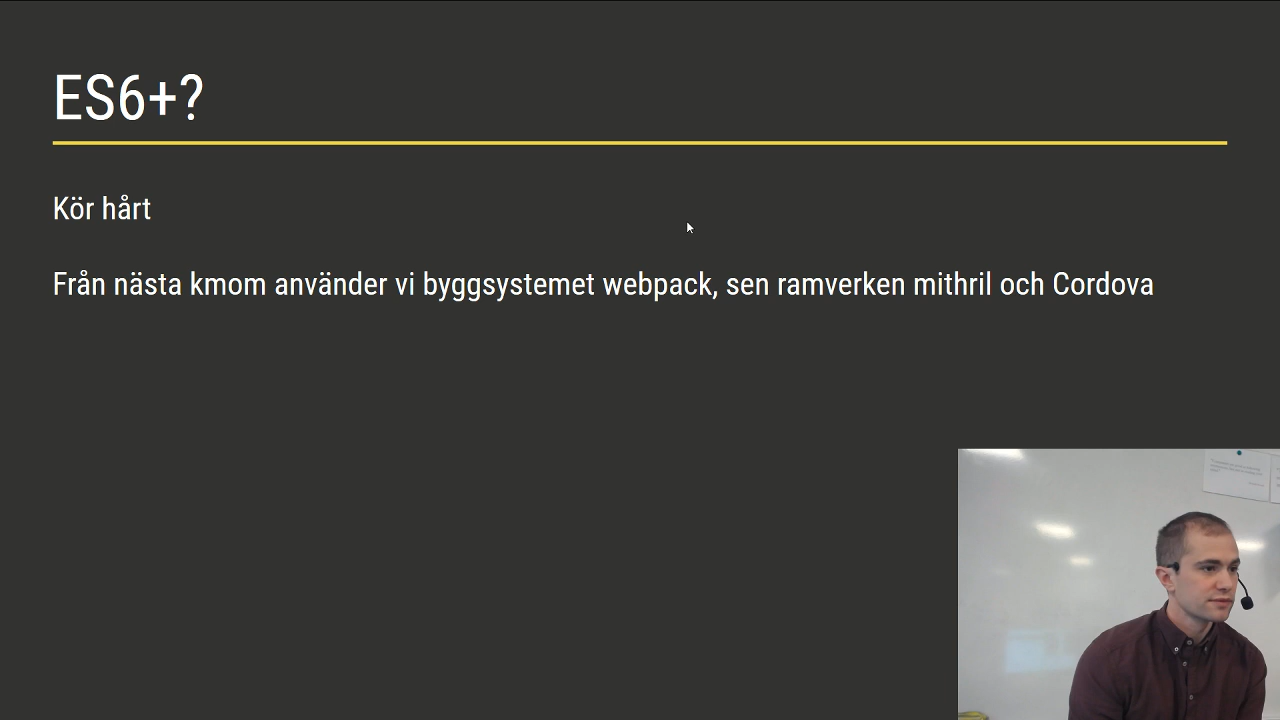 ES6+?
Kör hårt
Från nästa kmom använder vi byggsystemet webpack, sen ramverken mithril och Cordova